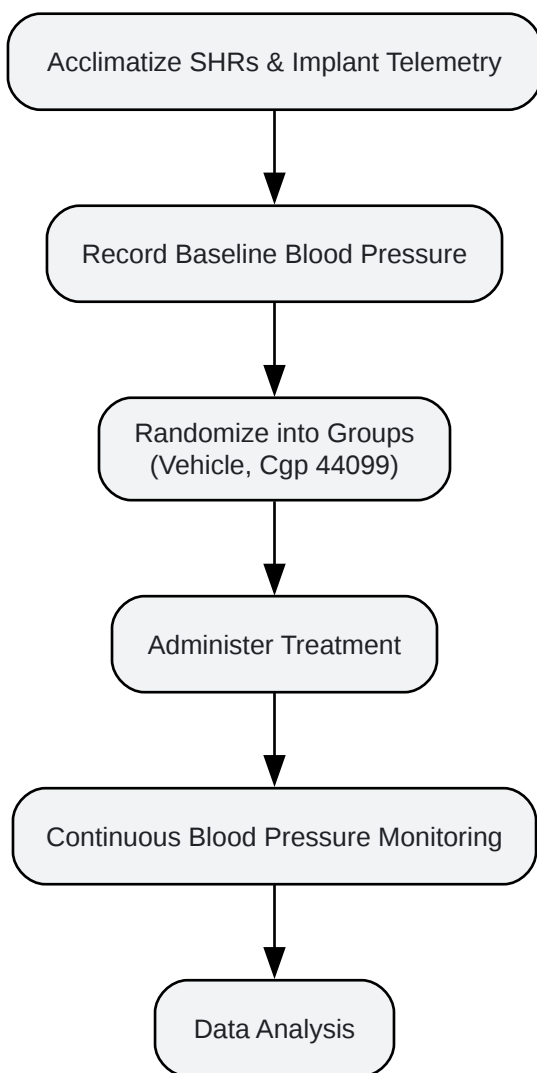 Acclimatize SHRs & Implant Telemetry
Record Baseline Blood Pressure
Randomize into Groups
(Vehicle, Cgp 44099)
Administer Treatment
Continuous Blood Pressure Monitoring
Data Analysis